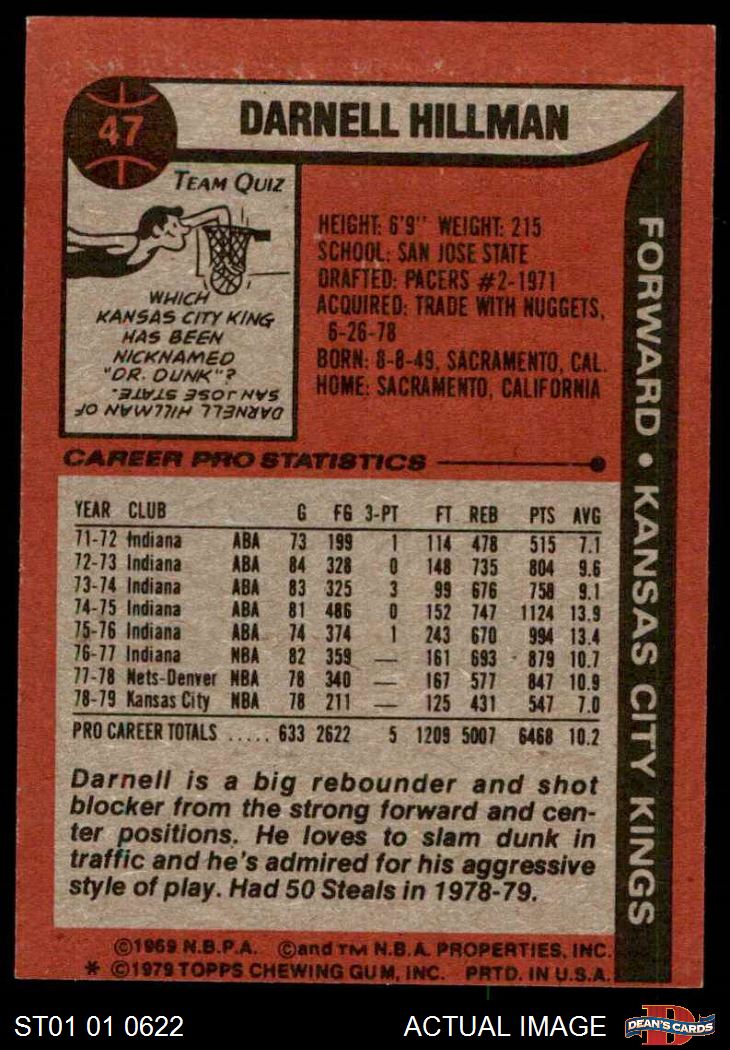 47
DARNELL HILLMAN
TEAM QUIZ
WHICH
KANSAS CITY KING
HAS BEEN
NICKNAMED
"DR. DUNK"?
DARNELL HILLMAN OF
SAN JOSE STATE.
HEIGHT: 6'9" WEIGHT: 215
SCHOOL: SAN JOSE STATE
DRAFTED: PACERS #2-1971
ACQUIRED: TRADE WITH NUGGETS,
6-26-78
BORN: 8-8-49, SACRAMENTO, CAL.
HOME: SACRAMENTO, CALIFORNIA
FORWARD • KANSAS CITY KINGS
CAREER PRO STATISTICS
YEAR CLUB G FG 3-PT FT REB PTS AVG
71-72 Indiana ABA 73 199 1 114 478 515 7.1
72-73 Indiana ABA 84 328 0 148 735 804 9.6
73-74 Indiana ABA 83 325 3 99 676 758 9.1
74-75 Indiana ABA 81 486 0 152 747 1124 13.9
75-76 Indiana ABA 74 374 1 243 670 994 13.4
76-77 Indiana NBA 82 359 — 161 693 879 10.7
77-78 Nets-Denver NBA 78 340 — 167 577 847 10.9
78-79 Kansas City NBA 78 211 — 125 431 547 7.0
PRO CAREER TOTALS ..... 633 2622 5 1209 5007 6468 10.2
Darnell is a big rebounder and shot
blocker from the strong forward and cen-
ter positions. He loves to slam dunk in
traffic and he's admired for his aggressive
style of play. Had 50 Steals in 1978-79.
©1969 N.B.P.A. ©and TM N.B.A. PROPERTIES, INC.
* ©1979 TOPPS CHEWING GUM, INC. PRTD. IN U.S.A.
ST01 01 0622
ACTUAL IMAGE
D
DEAN'S CARDS